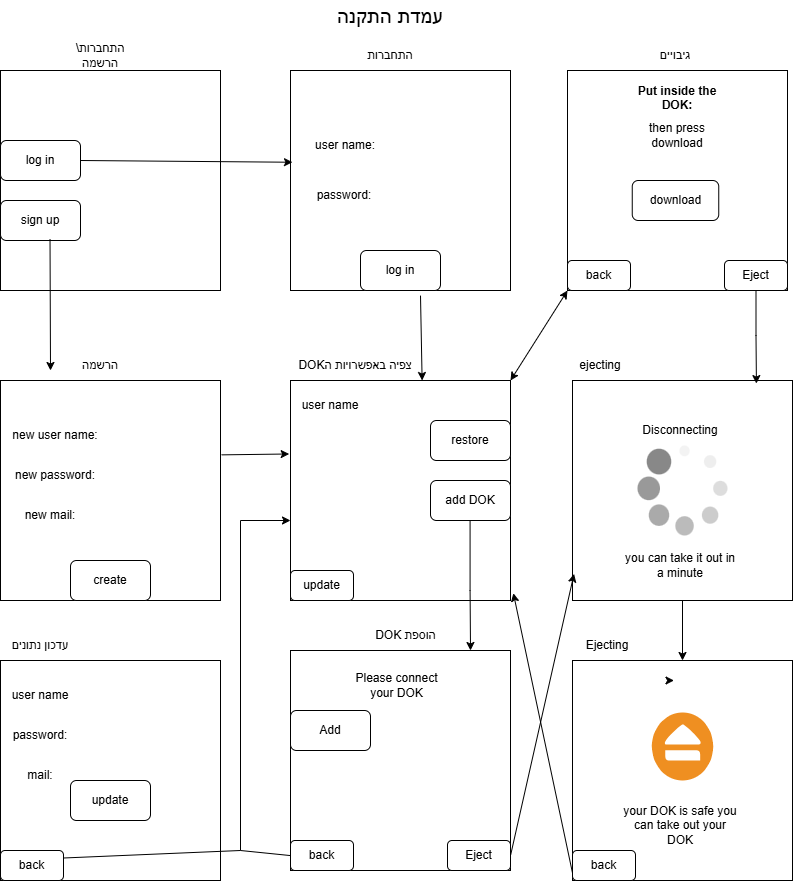 עמדת התקנה
התחברות\
הרשמה
log in
sign up
התחברות
user name:
password:
log in
גיבויים
Put inside the
DOK:
then press
download
download
back
Eject
הרשמה
new user name:
new password:
new mail:
create
צפיה באפשרויות הDOK
user name
restore
add DOK
update
ejecting
Disconnecting
you can take it out in
a minute
עדכון נתונים
user name
password:
mail:
update
back
הוספת DOK
Please connect
your DOK
Add
back
Eject
Ejecting
your DOK is safe you
can take out your
DOK
back